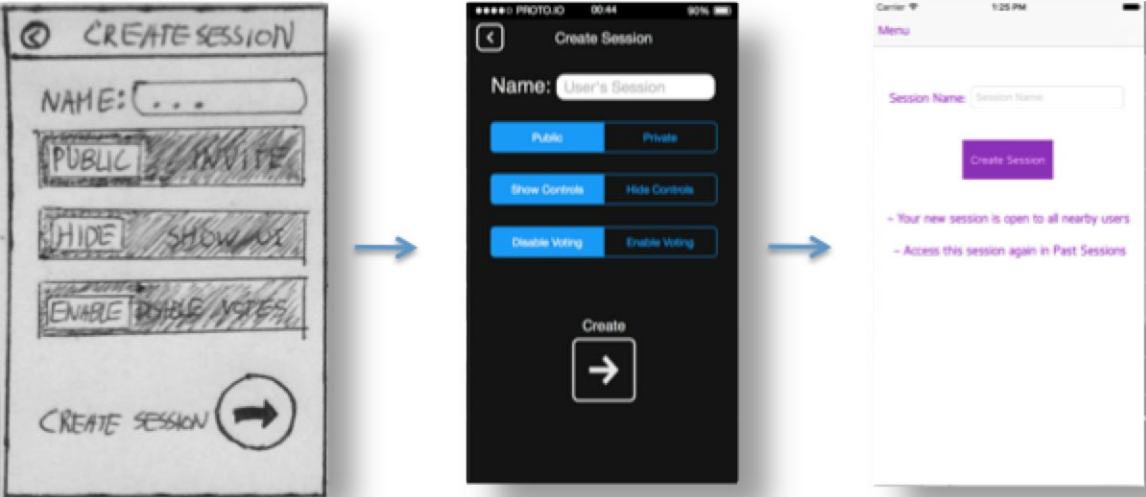 CREATE SESSION
NAME: ...
PUBLIC INVITE
HIDE SHOW UI
ENABLE DISABLE VOTES
CREATE SESSION
PROTO.IO 00:44 90%
Create Session
Name: User's Session
Public Private
Show Controls Hide Controls
Disable Voting Enable Voting
Create
Carrier 1:25 PM
Menu
Session Name: Session Name
Create Session
- Your new session is open to all nearby users
- Access this session again in Past Sessions